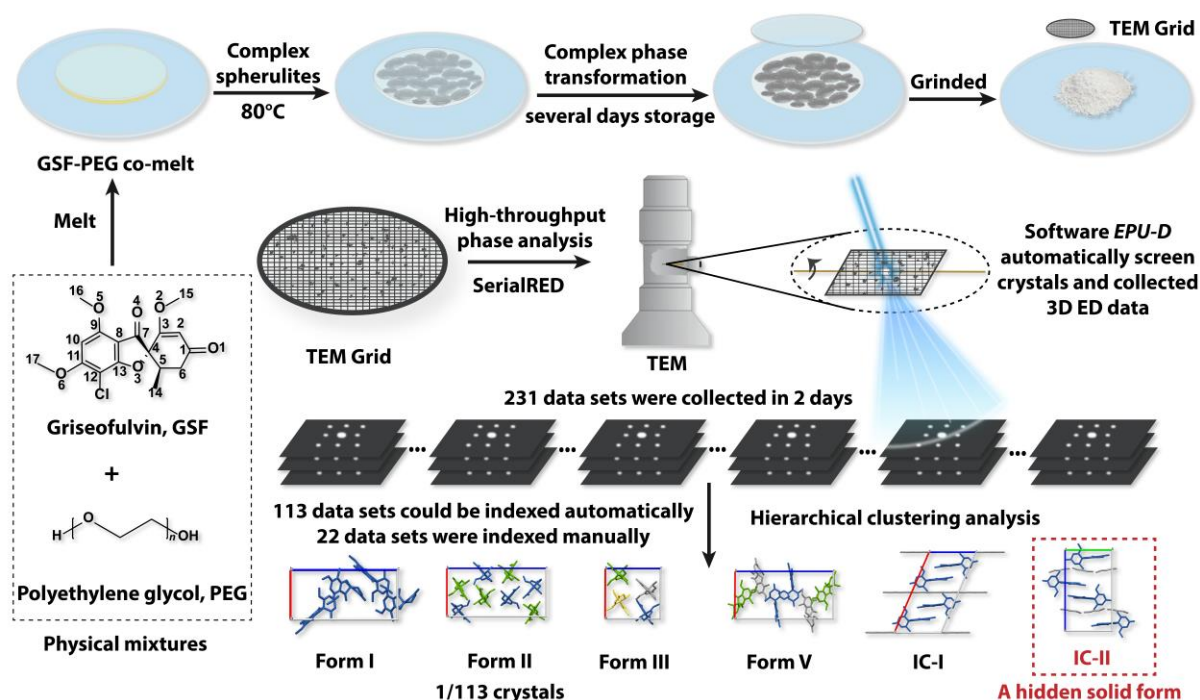 TEM Grid
Complex
spherulites
80°C
Complex phase
transformation
several days storage
Grinded
GSF-PEG co-melt
Melt
High-throughput
phase analysis
SerialRED
Software EPU-D
automatically screen
crystals and collected
3D ED data
TEM Grid
TEM
16
5
O
4
O
2
O
15
9
10
8
7
3
2
11
12
13
4
5
1
O1
17
O
6
Cl
O
3
14
6
Griseofulvin, GSF
+
H
O
n
OH
Polyethylene glycol, PEG
Physical mixtures
231 data sets were collected in 2 days
... ... ... ... ...
113 data sets could be indexed automatically
22 data sets were indexed manually
Hierarchical clustering analysis
Form I
Form II
Form III
Form V
IC-I
IC-II
1/113 crystals
A hidden solid form